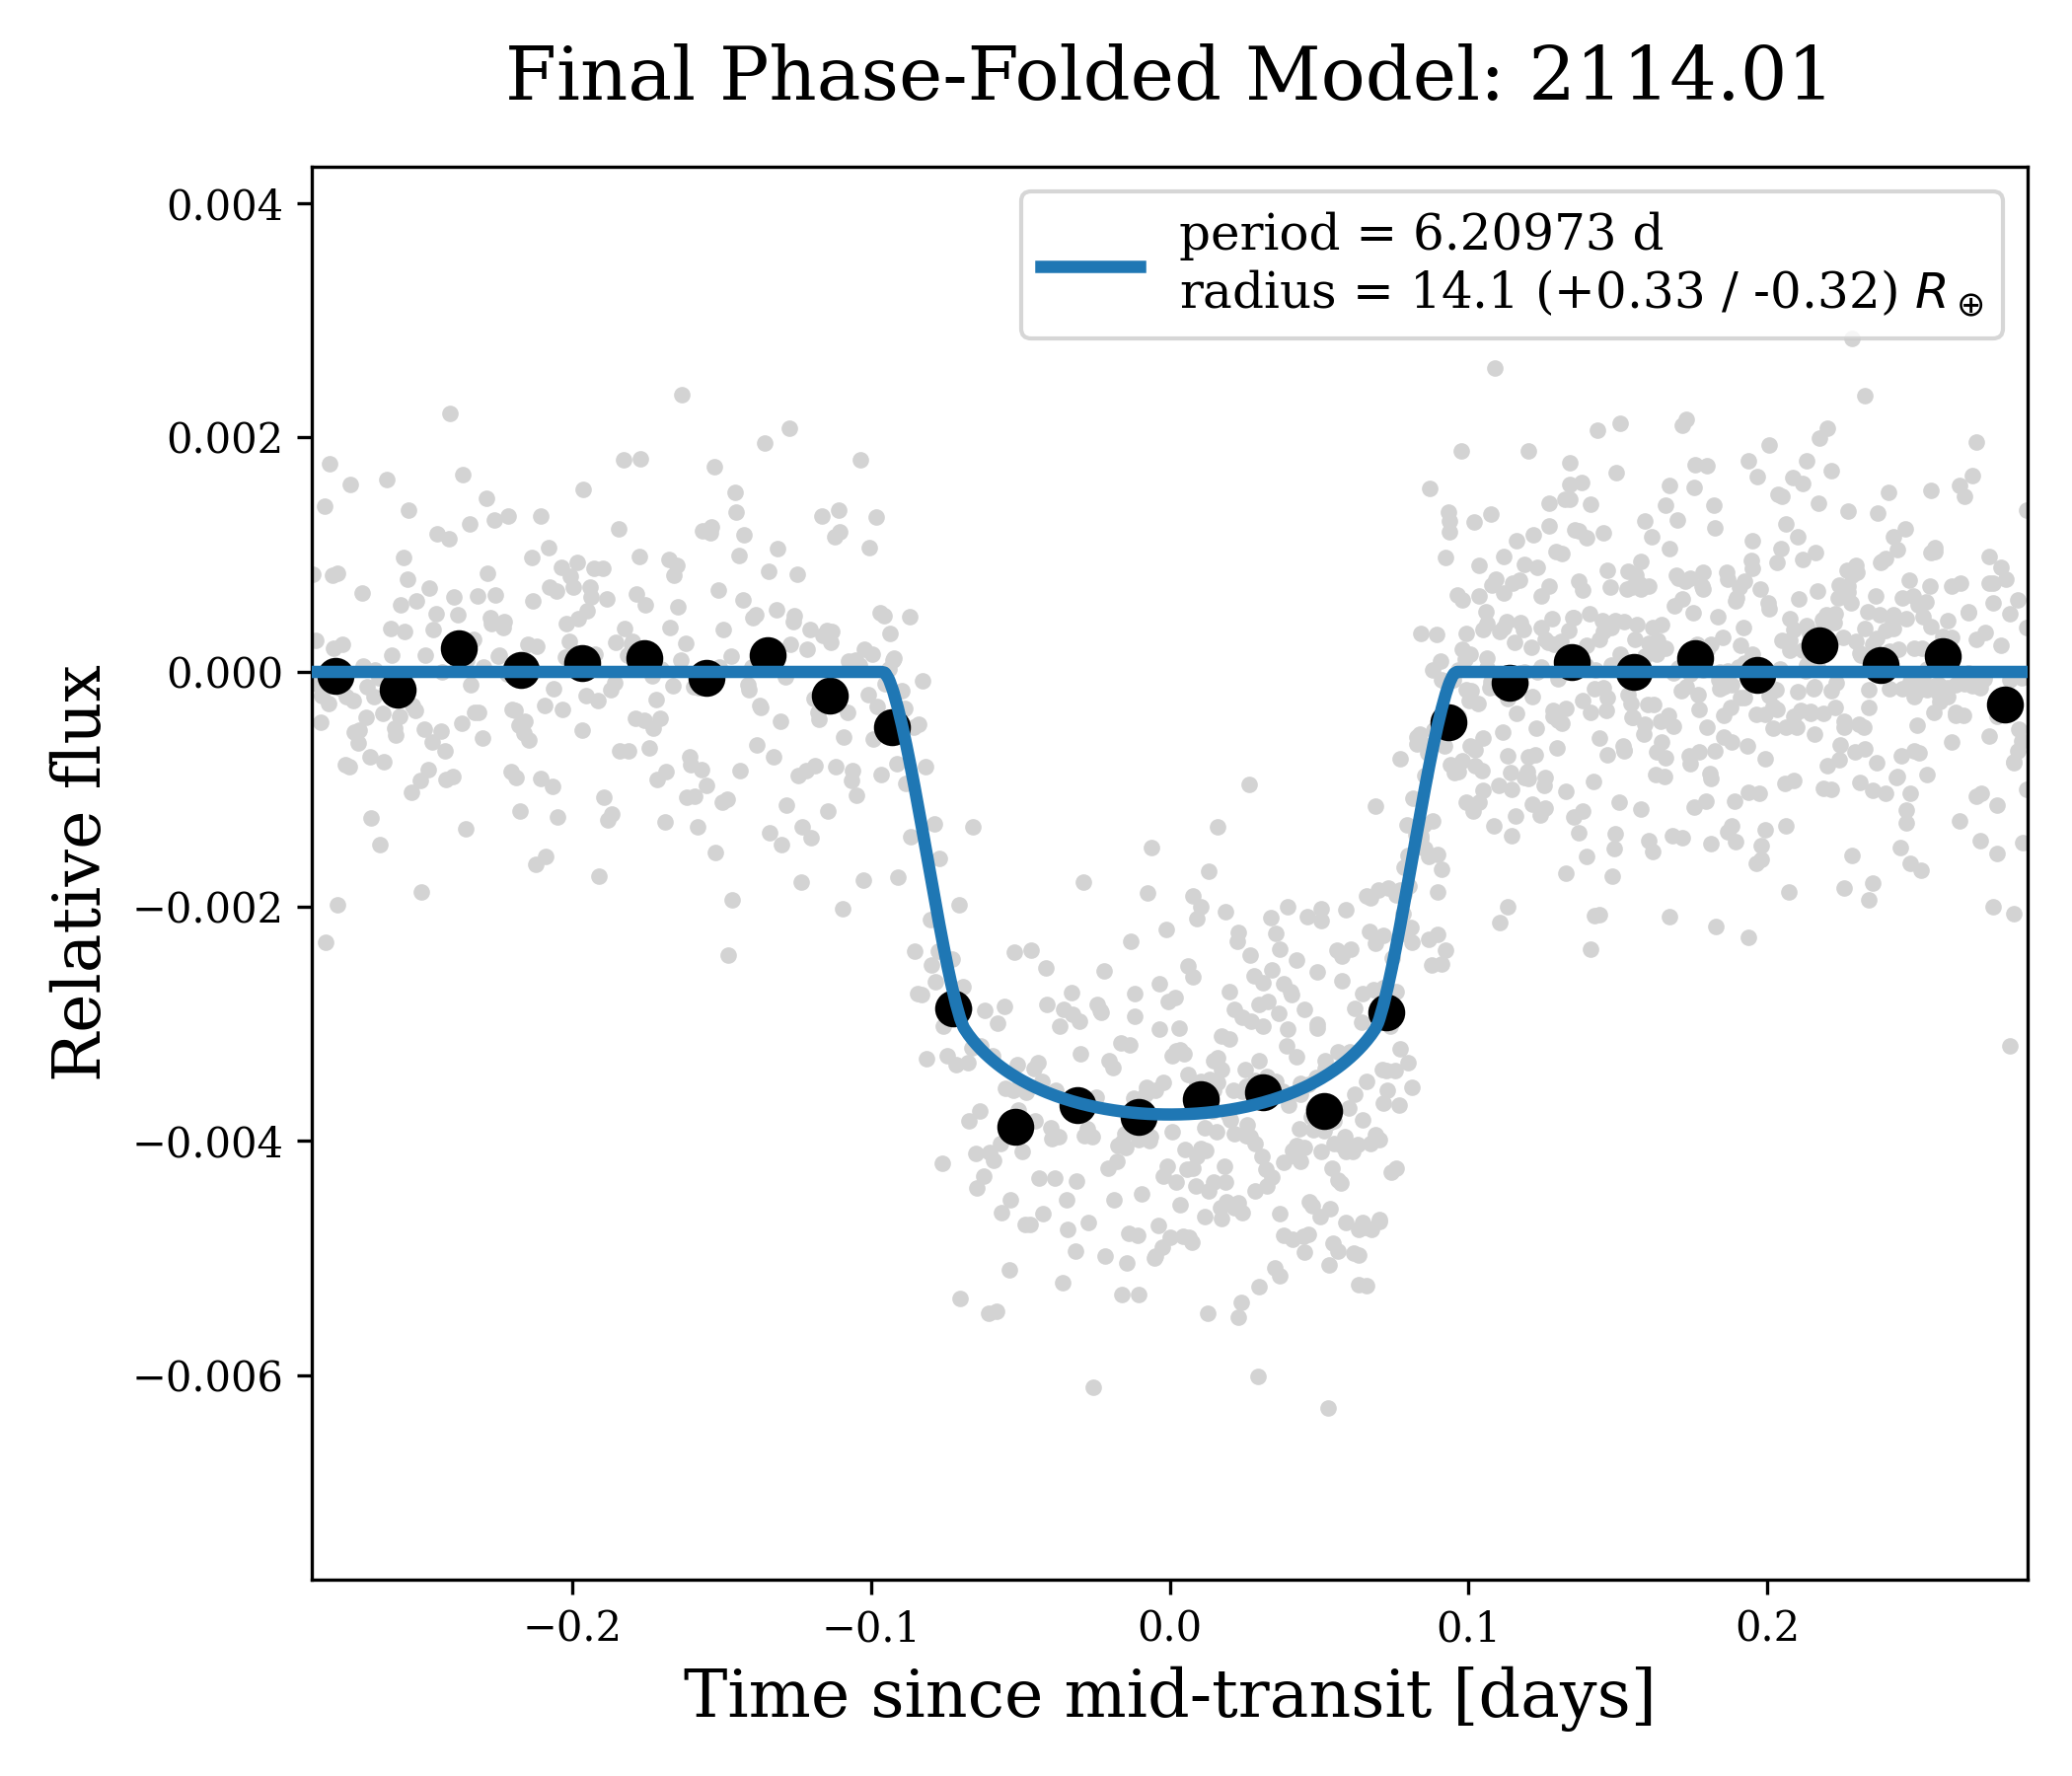 Final Phase-Folded Model: 2114.01
period = 6.20973 d
radius = 14.1 (+0.33 / -0.32) R⊕
0.004
0.002
0.000
−0.002
−0.004
−0.006
Relative flux
−0.2
−0.1
0.0
0.1
0.2
Time since mid-transit [days]